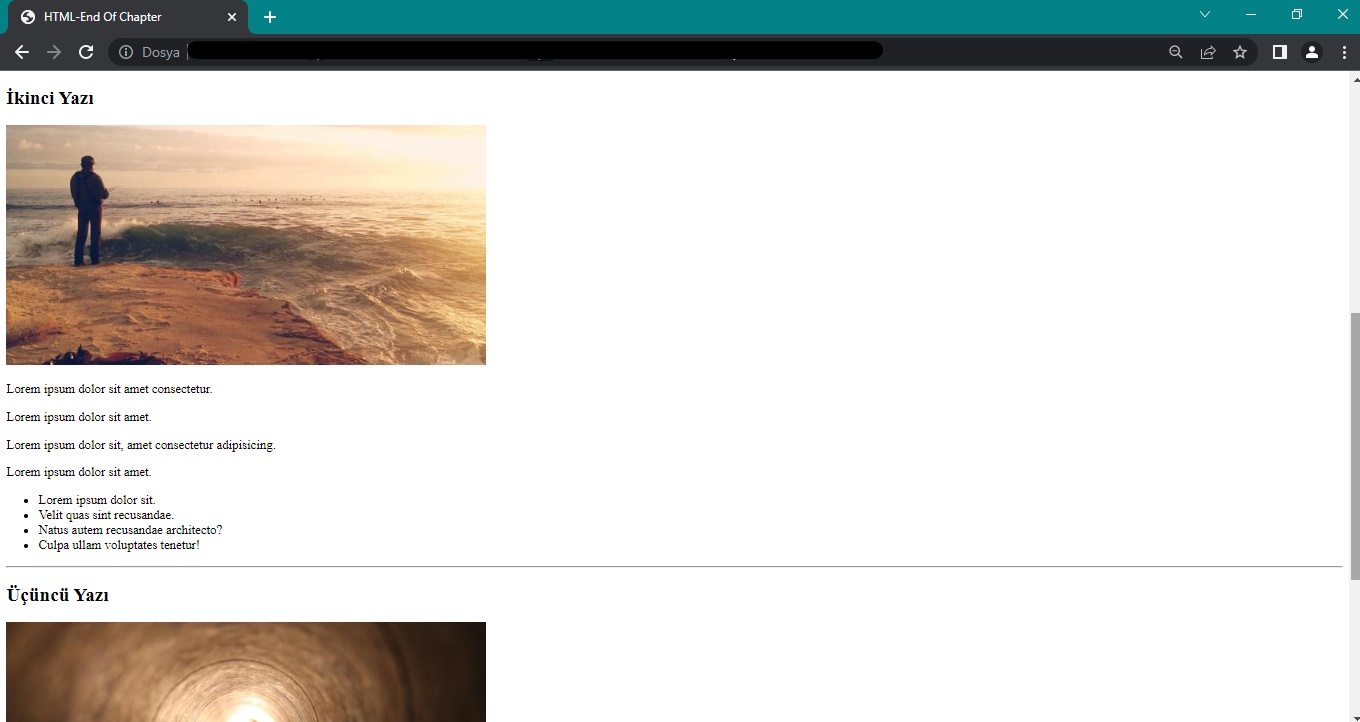 HTML-End Of Chapter
Dosya
İkinci Yazı
Lorem ipsum dolor sit amet consectetur.
Lorem ipsum dolor sit amet.
Lorem ipsum dolor sit, amet consectetur adipisicing.
Lorem ipsum dolor sit amet.
Lorem ipsum dolor sit.
Velit quas sint recusandae.
Natus autem recusandae architecto?
Culpa ullam voluptates tenetur!
Üçüncü Yazı